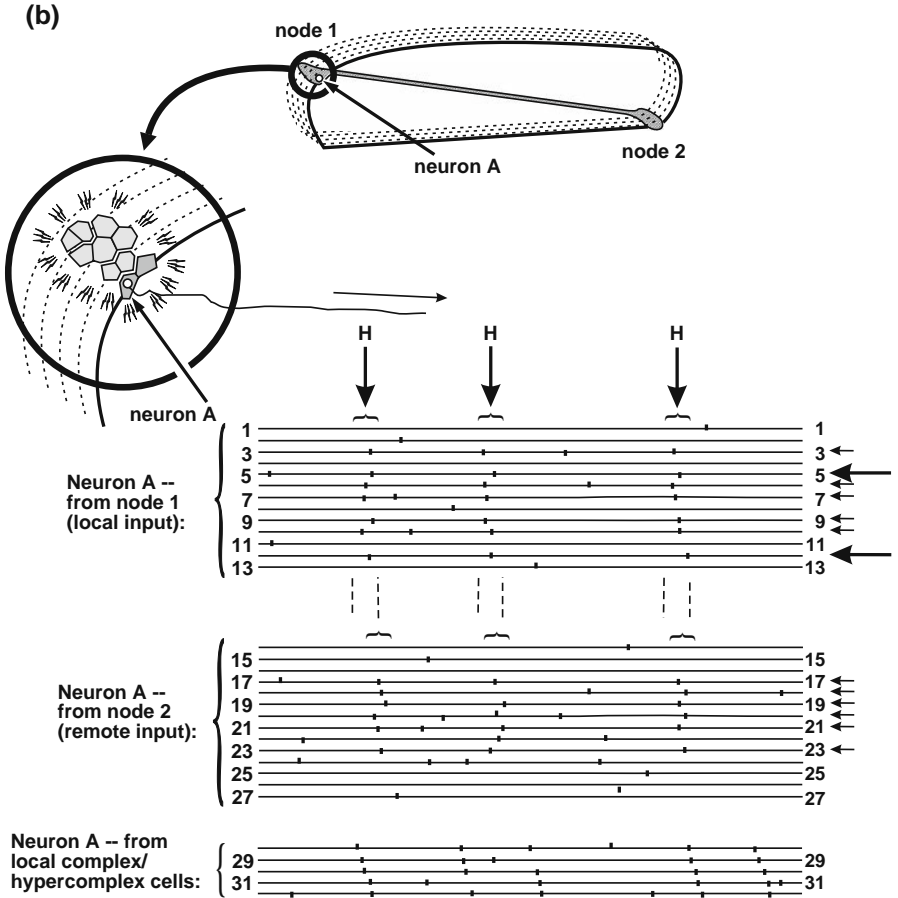 (b)
node 1
neuron A
node 2
neuron A
H H H
Neuron A --
from node 1
(local input):
1 1
3 3
5 5
7 7
9 9
11 11
13 13
Neuron A --
from node 2
(remote input):
15 15
17 17
19 19
21 21
23 23
25 25
27 27
Neuron A -- from
local complex/
hypercomplex cells:
29 29
31 31